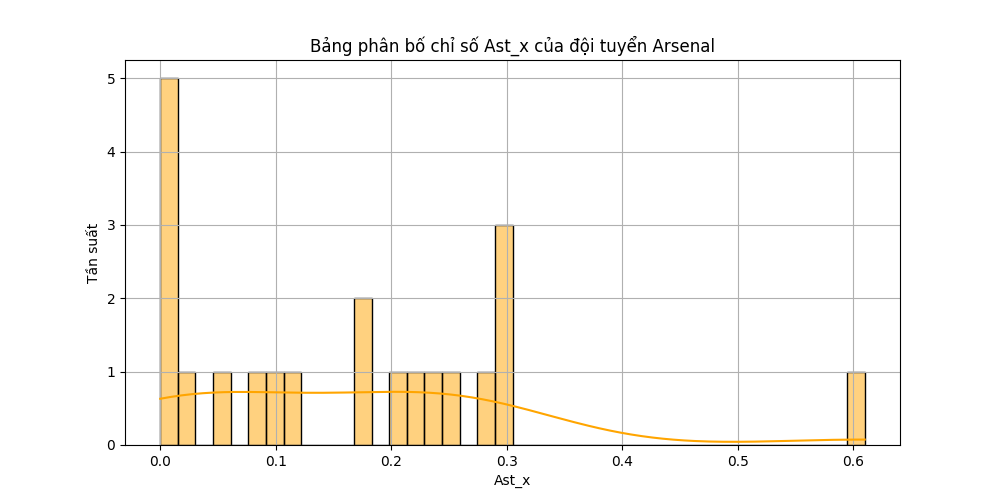 Bảng phân bố chỉ số Ast_x của đội tuyển Arsenal
5
4
3
2
1
0
Tần suất
0.0 0.1 0.2 0.3 0.4 0.5 0.6
Ast_x